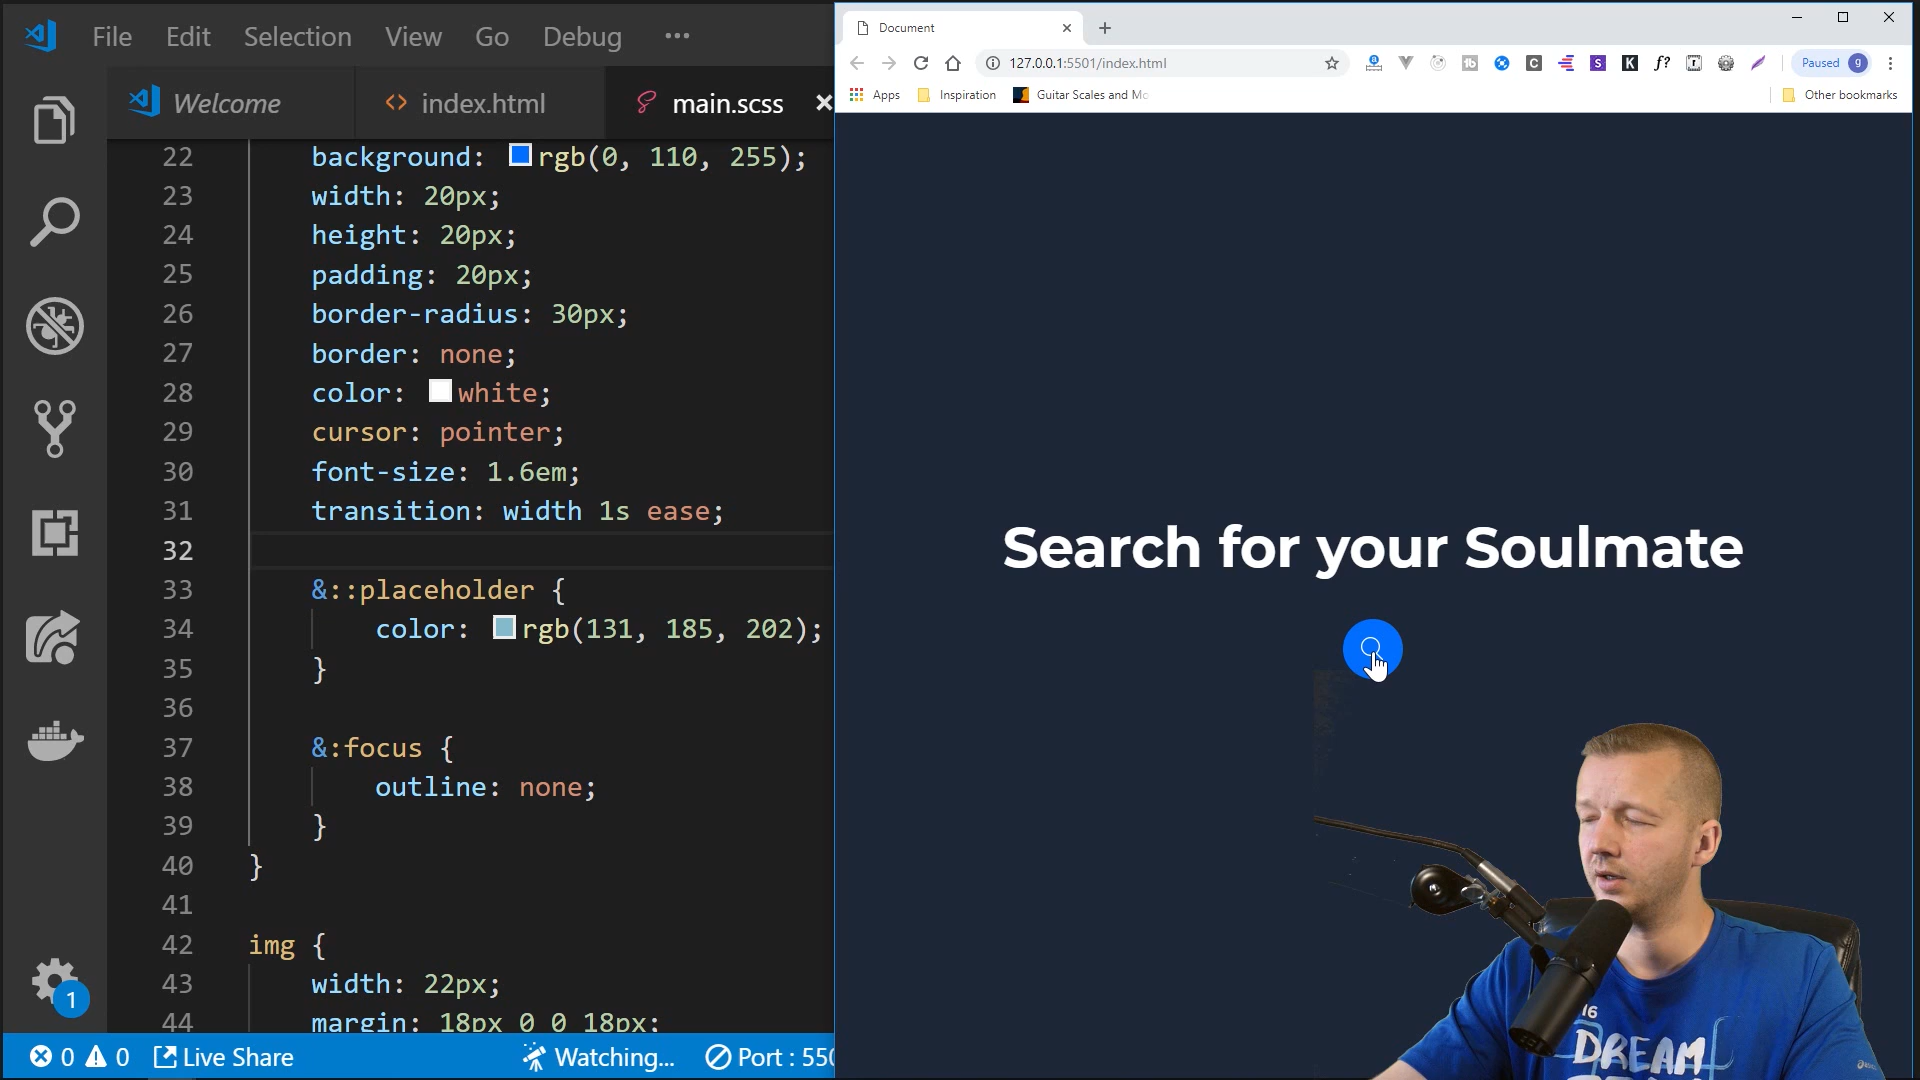 File Edit Selection View Go Debug ...
Welcome index.html main.scss
22 background: rgb(0, 110, 255);
23 width: 20px;
24 height: 20px;
25 padding: 20px;
26 border-radius: 30px;
27 border: none;
28 color: white;
29 cursor: pointer;
30 font-size: 1.6em;
31 transition: width 1s ease;
32
33 &::placeholder {
34 color: rgb(131, 185, 202);
35 }
36
37 &:focus {
38 outline: none;
39 }
40 }
41
42 img {
43 width: 22px;
44 margin: 18px 0 0 18px;
1
0 0 Live Share Watching... Port : 550
Document
127.0.0.1:5501/index.html
Paused g
Apps Inspiration Guitar Scales and Mo Other bookmarks
Search for your Soulmate
16
DREAM